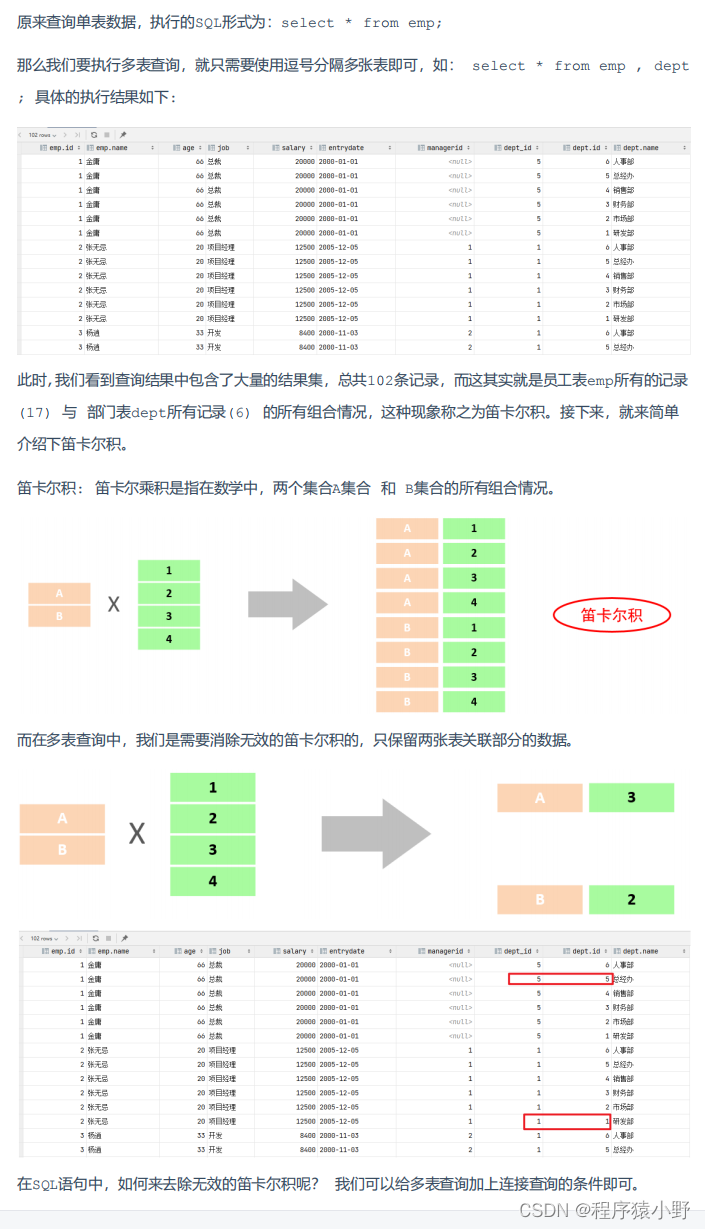 原来查询单表数据，执行的SQL形式为：select * from emp;
那么我们要执行多表查询，就只需要使用逗号分隔多张表即可，如： select * from emp , dept
; 具体的执行结果如下:
102 rows
emp.id emp.name age job salary entrydate managerid dept_id dept.id dept.name
1 金庸 66 总裁 20000 2000-01-01 <null> 5 6 人事部
1 金庸 66 总裁 20000 2000-01-01 <null> 5 5 总经办
1 金庸 66 总裁 20000 2000-01-01 <null> 5 4 销售部
1 金庸 66 总裁 20000 2000-01-01 <null> 5 3 财务部
1 金庸 66 总裁 20000 2000-01-01 <null> 5 2 市场部
1 金庸 66 总裁 20000 2000-01-01 <null> 5 1 研发部
2 张无忌 20 项目经理 12500 2005-12-05 1 1 6 人事部
2 张无忌 20 项目经理 12500 2005-12-05 1 1 5 总经办
2 张无忌 20 项目经理 12500 2005-12-05 1 1 4 销售部
2 张无忌 20 项目经理 12500 2005-12-05 1 1 3 财务部
2 张无忌 20 项目经理 12500 2005-12-05 1 1 2 市场部
2 张无忌 20 项目经理 12500 2005-12-05 1 1 1 研发部
3 杨逍 33 开发 8400 2000-11-03 2 1 6 人事部
3 杨逍 33 开发 8400 2000-11-03 2 1 5 总经办
此时,我们看到查询结果中包含了大量的结果集，总共102条记录，而这其实就是员工表emp所有的记录
(17) 与 部门表dept所有记录(6) 的所有组合情况，这种现象称之为笛卡尔积。接下来，就来简单
介绍下笛卡尔积。
笛卡尔积: 笛卡尔乘积是指在数学中，两个集合A集合 和 B集合的所有组合情况。
A
B
X
1
2
3
4
A 1
A 2
A 3
A 4
B 1
B 2
B 3
B 4
笛卡尔积
而在多表查询中，我们是需要消除无效的笛卡尔积的，只保留两张表关联部分的数据。
A
B
X
1
2
3
4
A 3
B 2
102 rows
emp.id emp.name age job salary entrydate managerid dept_id dept.id dept.name
1 金庸 66 总裁 20000 2000-01-01 <null> 5 6 人事部
1 金庸 66 总裁 20000 2000-01-01 <null> 5 5 总经办
1 金庸 66 总裁 20000 2000-01-01 <null> 5 4 销售部
1 金庸 66 总裁 20000 2000-01-01 <null> 5 3 财务部
1 金庸 66 总裁 20000 2000-01-01 <null> 5 2 市场部
1 金庸 66 总裁 20000 2000-01-01 <null> 5 1 研发部
2 张无忌 20 项目经理 12500 2005-12-05 1 1 6 人事部
2 张无忌 20 项目经理 12500 2005-12-05 1 1 5 总经办
2 张无忌 20 项目经理 12500 2005-12-05 1 1 4 销售部
2 张无忌 20 项目经理 12500 2005-12-05 1 1 3 财务部
2 张无忌 20 项目经理 12500 2005-12-05 1 1 2 市场部
2 张无忌 20 项目经理 12500 2005-12-05 1 1 1 研发部
3 杨逍 33 开发 8400 2000-11-03 2 1 6 人事部
3 杨逍 33 开发 8400 2000-11-03 2 1 5 总经办
在SQL语句中，如何来去除无效的笛卡尔积呢？ 我们可以给多表查询加上连接查询的条件即可。
CSDN @程序猿小野